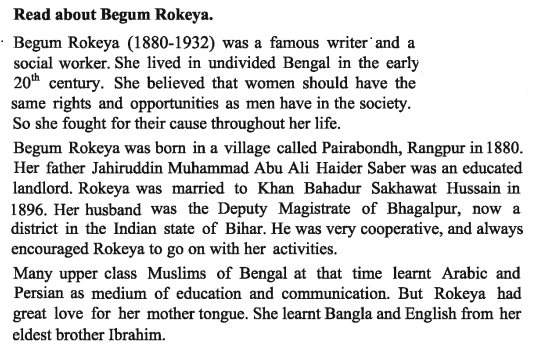 Read about Begum Rokeya.
Begum Rokeya (1880-1932) was a famous writer and a
social worker. She lived in undivided Bengal in the early
20th century. She believed that women should have the
same rights and opportunities as men have in the society.
So she fought for their cause throughout her life.
Begum Rokeya was born in a village called Pairabondh, Rangpur in 1880.
Her father Jahiruddin Muhammad Abu Ali Haider Saber was an educated
landlord. Rokeya was married to Khan Bahadur Sakhawat Hussain in
1896. Her husband was the Deputy Magistrate of Bhagalpur, now a
district in the Indian state of Bihar. He was very cooperative, and always
encouraged Rokeya to go on with her activities.
Many upper class Muslims of Bengal at that time learnt Arabic and
Persian as medium of education and communication. But Rokeya had
great love for her mother tongue. She learnt Bangla and English from her
eldest brother Ibrahim.